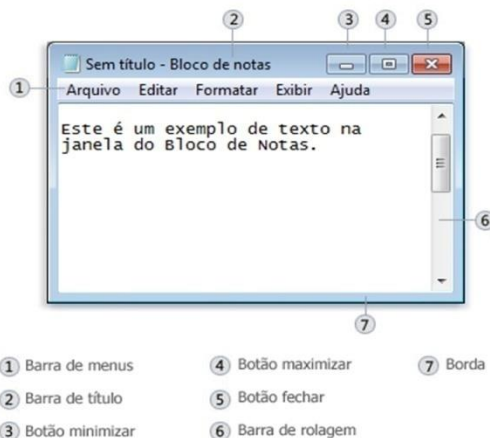 2 3 4 5
Sem título - Bloco de notas
1
Arquivo Editar Formatar Exibir Ajuda
Este é um exemplo de texto na
janela do Bloco de Notas.
6
7
1 Barra de menus
2 Barra de título
3 Botão minimizar
4 Botão maximizar
5 Botão fechar
6 Barra de rolagem
7 Borda